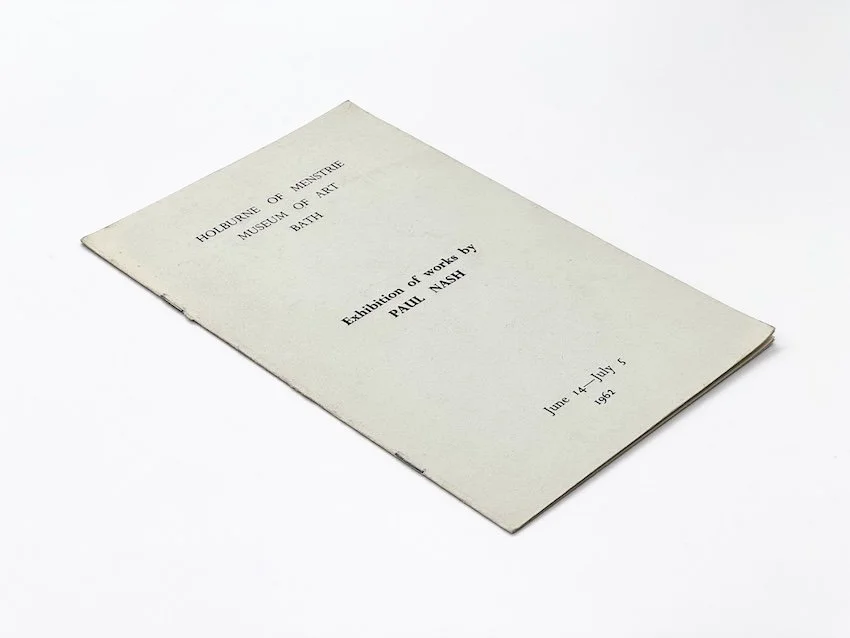 HOLBURNE OF MENSTRIE
MUSEUM OF ART
BATH
Exhibition of works by
PAUL NASH
June 14—July 5
1962